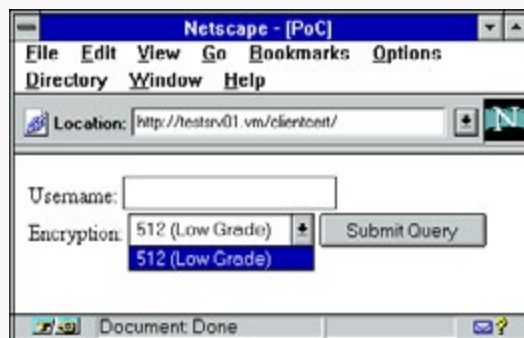 Netscape - [PoC]
File Edit View Go Bookmarks Options
Directory Window Help
Location: http://testsrv01.vm/clientcert/
N
Username:
Encryption: 512 (Low Grade) Submit Query
512 (Low Grade)
Document: Done